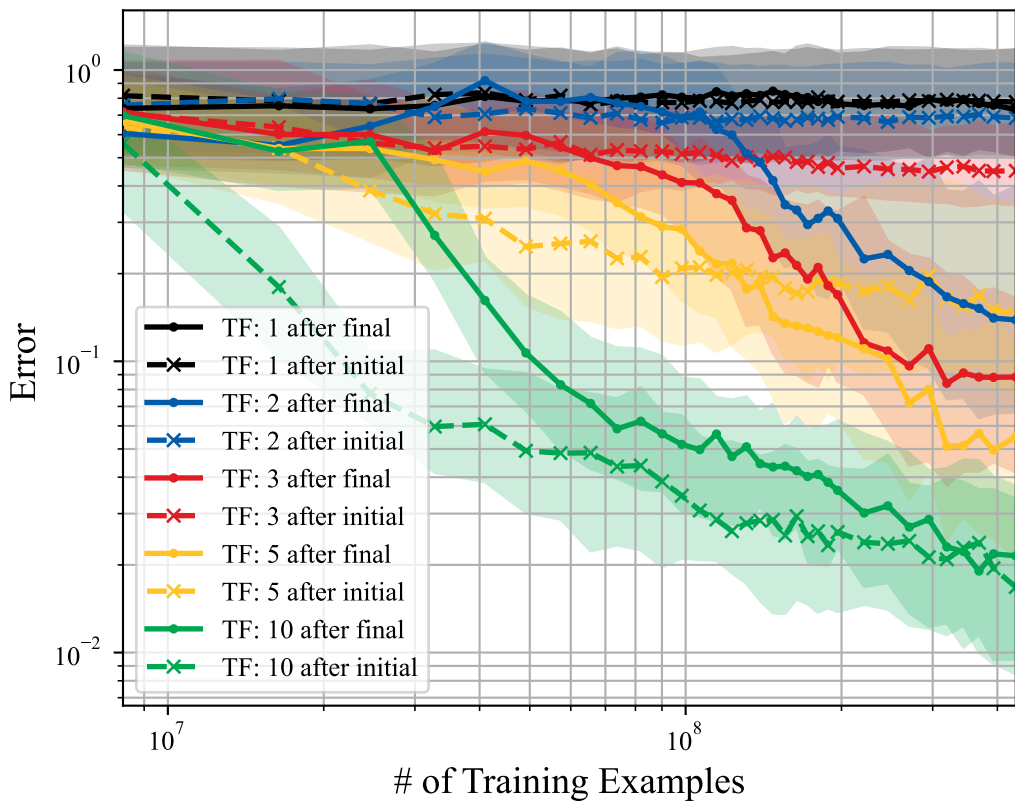 10⁰
10⁻¹
10⁻²
Error
TF: 1 after final
TF: 1 after initial
TF: 2 after final
TF: 2 after initial
TF: 3 after final
TF: 3 after initial
TF: 5 after final
TF: 5 after initial
TF: 10 after final
TF: 10 after initial
10⁷
10⁸
# of Training Examples